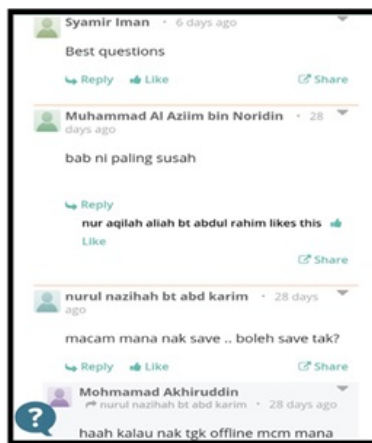 Syamir Iman • 6 days ago
Best questions
Reply Like Share
Muhammad Al Aziim bin Noridin • 28
days ago
bab ni paling susah
Reply
nur aqilah aliah bt abdul rahim likes this
Like
Share
nurul nazihah bt abd karim • 28 days
ago
macam mana nak save .. boleh save tak?
Reply Like Share
Mohmamad Akhiruddin
nurul nazihah bt abd karim • 28 days ago
haah kalau nak tgk offline mcm mana
?